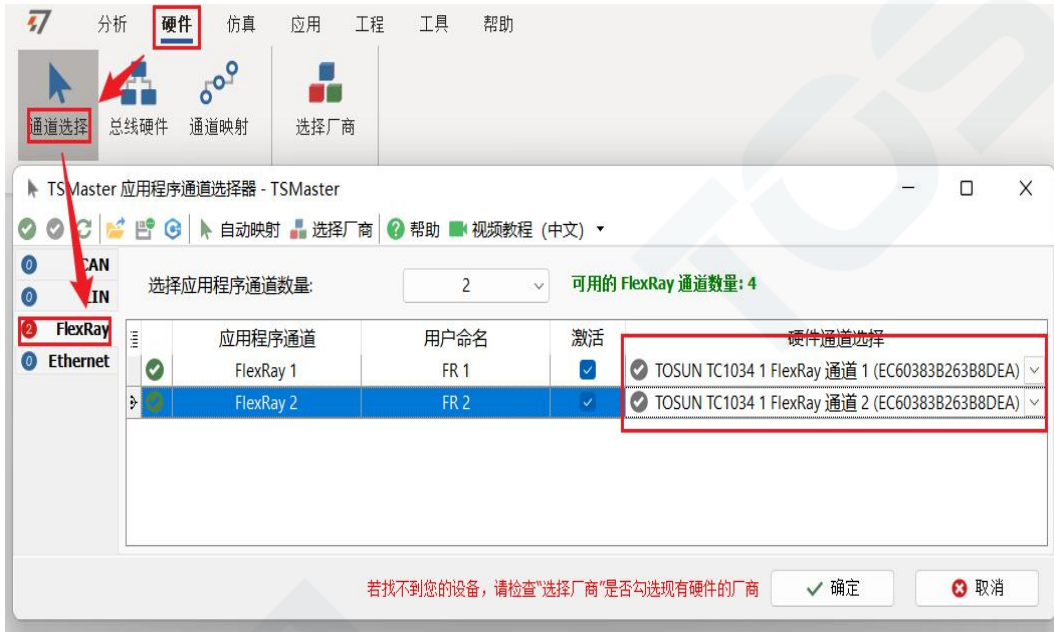 分析 硬件 仿真 应用 工程 工具 帮助
通道选择 总线硬件 通道映射 选择厂商
TSMaster 应用程序通道选择器 - TSMaster
自动映射 选择厂商 帮助 视频教程 (中文)
0 CAN
选择应用程序通道数量: 2 可用的 FlexRay 通道数量: 4
0 LIN
2 FlexRay
应用程序通道 用户命名 激活 硬件通道选择
0 Ethernet
FlexRay 1 FR 1 TOSUN TC1034 1 FlexRay 通道 1 (EC60383B263B8DEA)
FlexRay 2 FR 2 TOSUN TC1034 1 FlexRay 通道 2 (EC60383B263B8DEA)
若找不到您的设备，请检查“选择厂商”是否勾选现有硬件的厂商 确定 取消